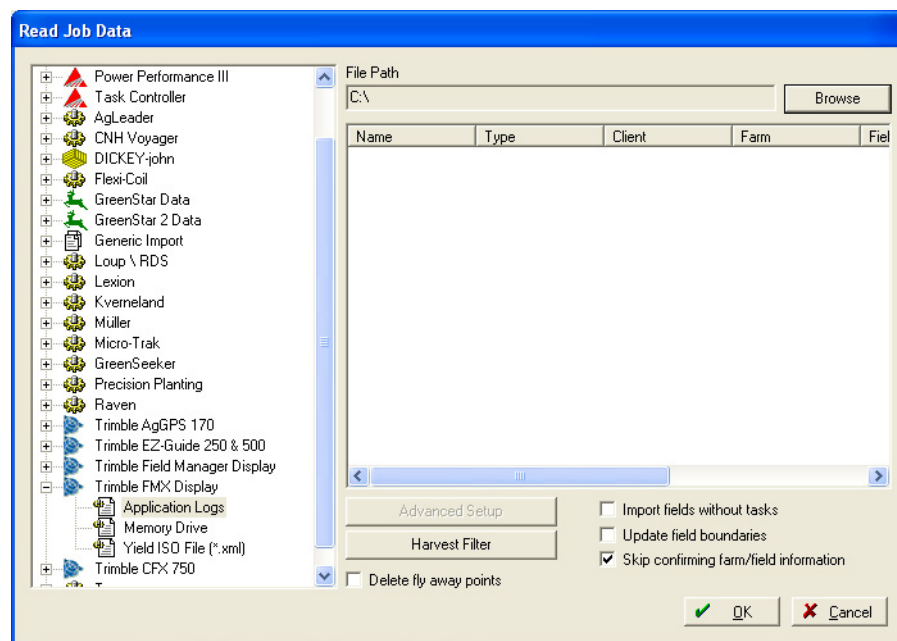 Read Job Data
Power Performance III
Task Controller
AgLeader
CNH Voyager
DICKEY-john
Flexi-Coil
GreenStar Data
GreenStar 2 Data
Generic Import
Loup \ RDS
Lexion
Kverneland
Müller
Micro-Trak
GreenSeeker
Precision Planting
Raven
Trimble AgGPS 170
Trimble EZ-Guide 250 & 500
Trimble Field Manager Display
Trimble FMX Display
Application Logs
Memory Drive
Yield ISO File (*.xml)
Trimble CFX 750
File Path
C:\ Browse
Name Type Client Farm Fiel
Advanced Setup
Harvest Filter
Delete fly away points
Import fields without tasks
Update field boundaries
Skip confirming farm/field information
OK Cancel